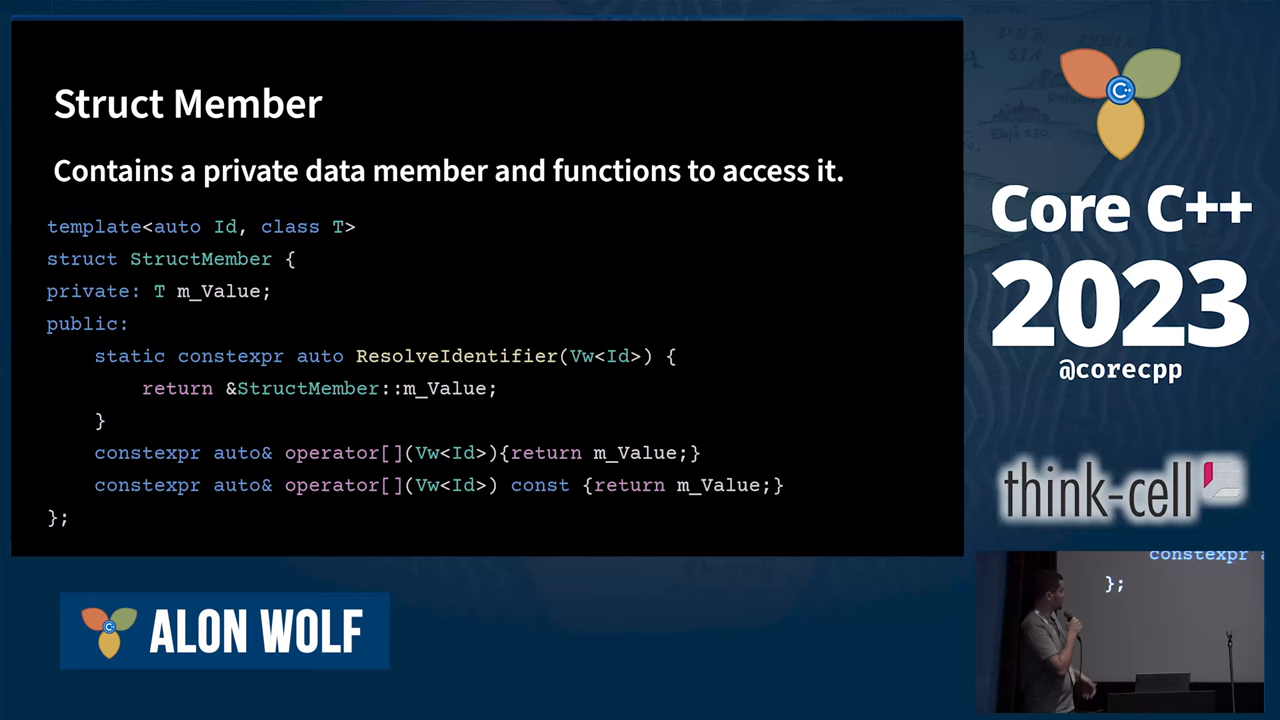 Struct Member
Contains a private data member and functions to access it.
template<auto Id, class T>
struct StructMember {
private: T m_Value;
public:
    static constexpr auto ResolveIdentifier(Vw<Id>) {
        return &StructMember::m_Value;
    }
    constexpr auto& operator[](Vw<Id>){return m_Value;}
    constexpr auto& operator[](Vw<Id>) const {return m_Value;}
};
C++
Core C++
2023
@corecpp
think-cell
constexpr
};
ALON WOLF